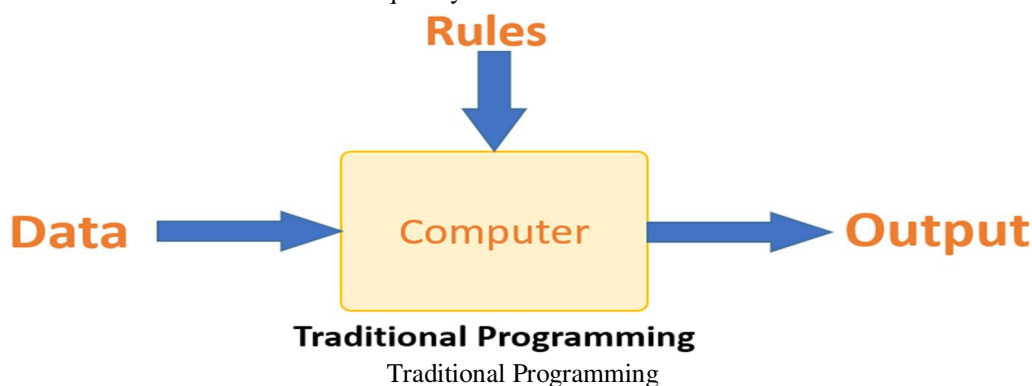 Rules
Data
Computer
Output
Traditional Programming
Traditional Programming